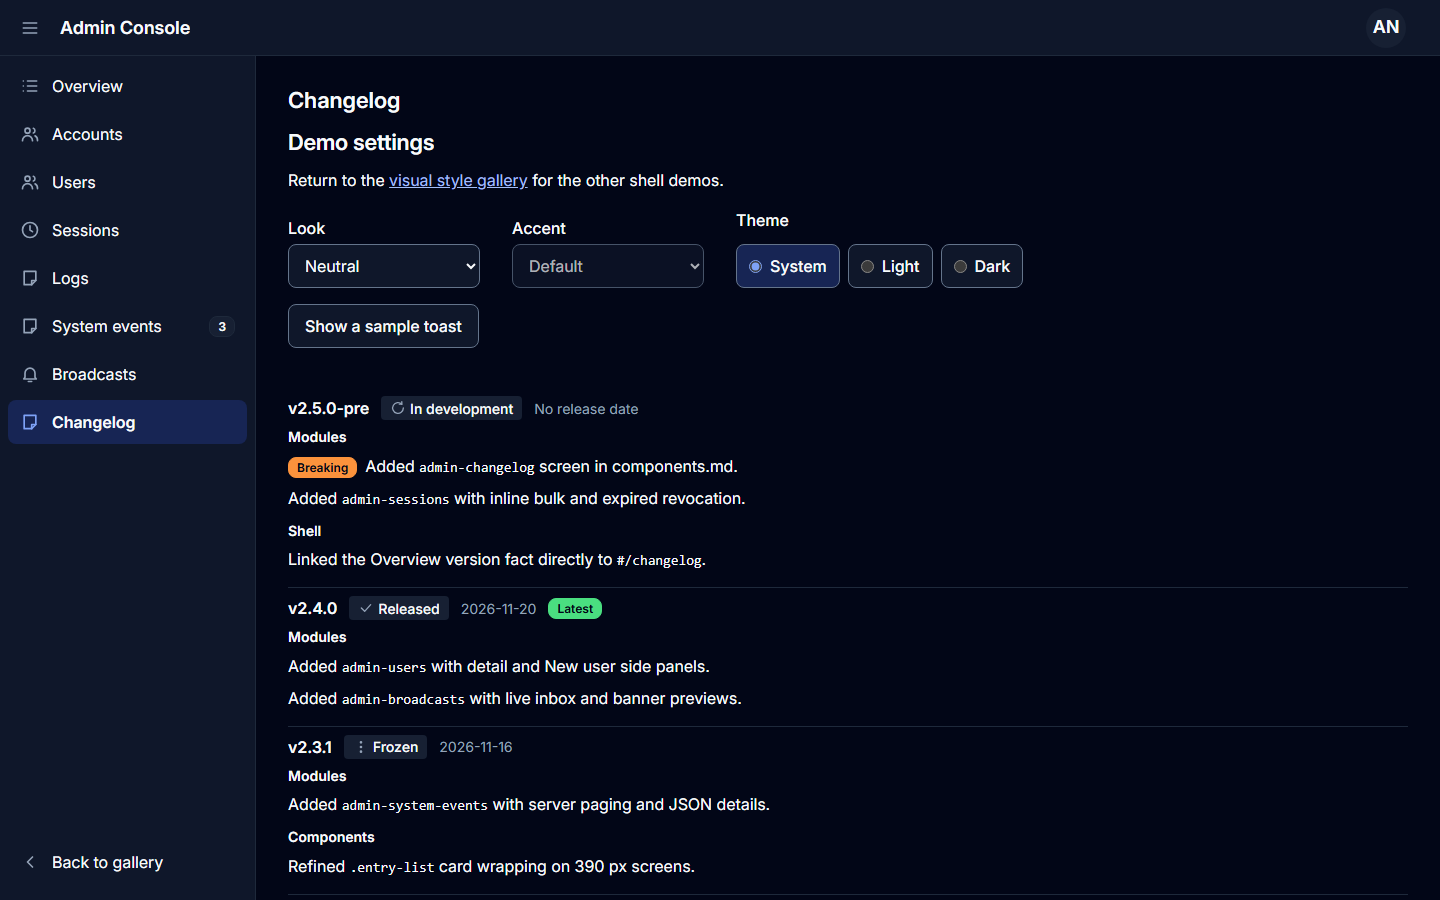 Admin Console
AN
Overview
Accounts
Users
Sessions
Logs
System events 3
Broadcasts
Changelog
Back to gallery
Changelog
Demo settings
Return to the visual style gallery for the other shell demos.
Look
Neutral
Accent
Default
Theme
System Light Dark
Show a sample toast
v2.5.0-pre In development No release date
Modules
Breaking Added admin-changelog screen in components.md.
Added admin-sessions with inline bulk and expired revocation.
Shell
Linked the Overview version fact directly to #/changelog.
v2.4.0 Released 2026-11-20 Latest
Modules
Added admin-users with detail and New user side panels.
Added admin-broadcasts with live inbox and banner previews.
v2.3.1 Frozen 2026-11-16
Modules
Added admin-system-events with server paging and JSON details.
Components
Refined .entry-list card wrapping on 390 px screens.